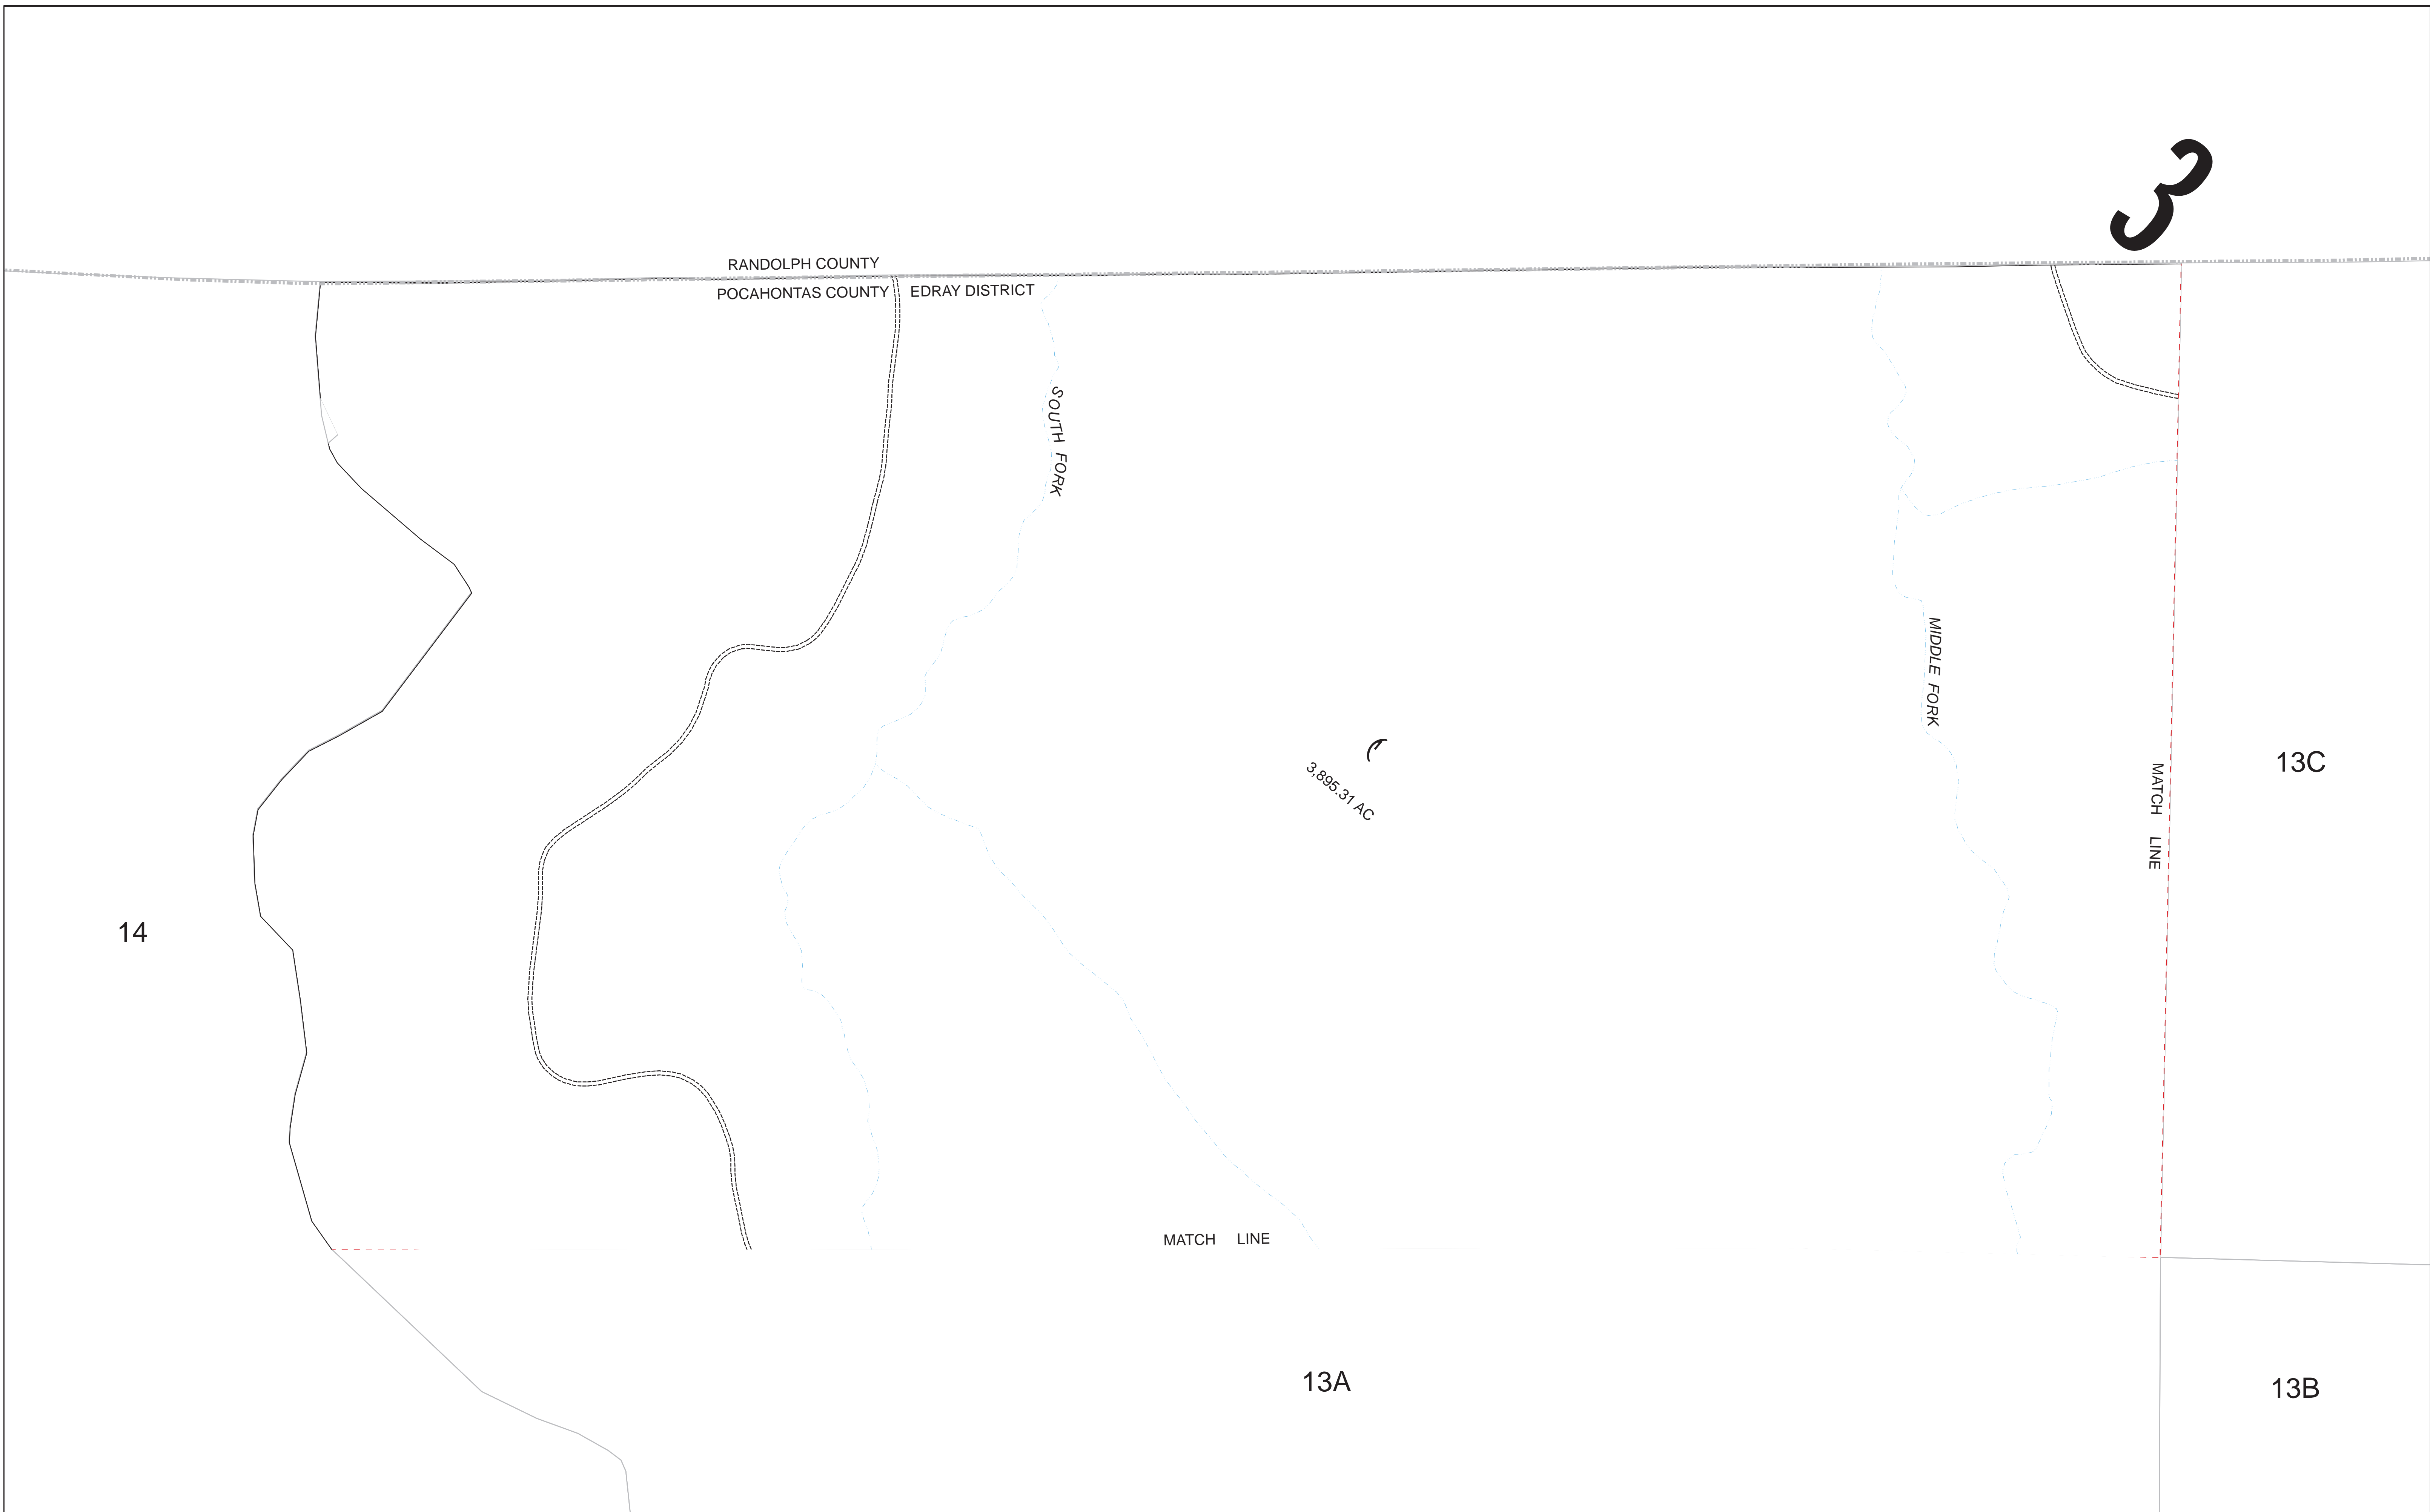 3
RANDOLPH COUNTY
POCAHONTAS COUNTY EDRAY DISTRICT
SOUTH FORK
MIDDLE FORK
3,895.31 AC
MATCH LINE
13C
14
MATCH LINE
13A
13B